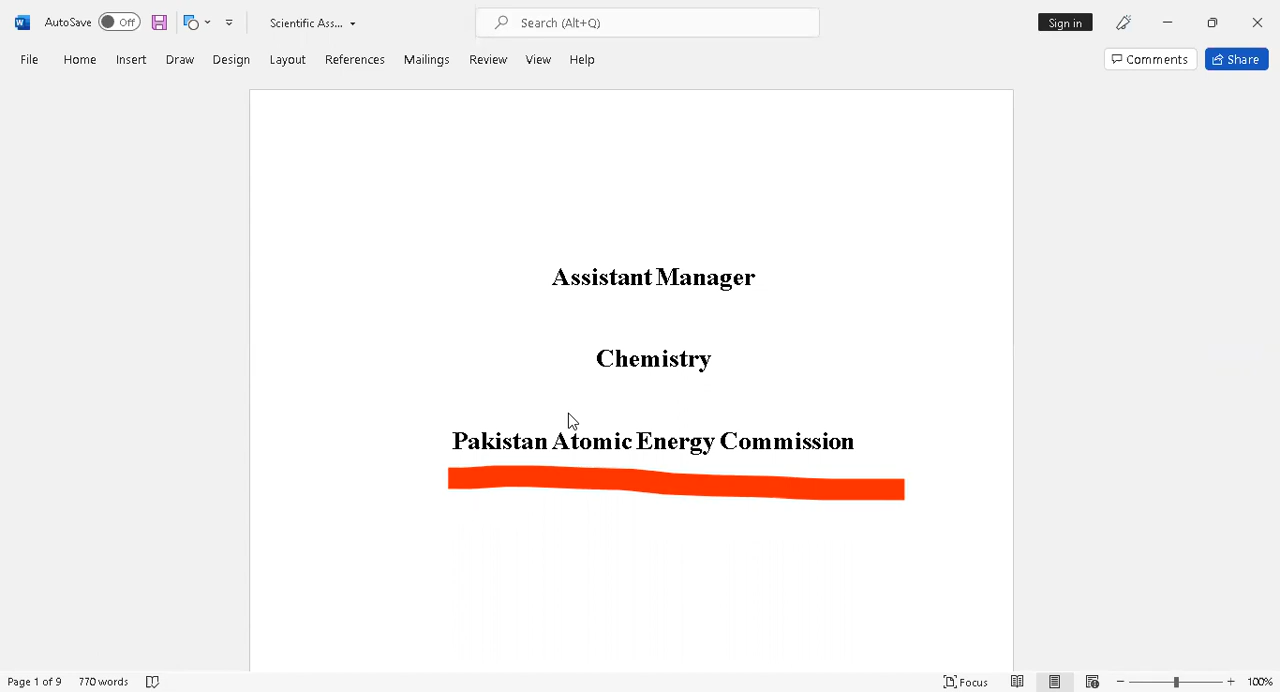 AutoSave Off Scientific Ass... Search (Alt+Q) Sign in
File Home Insert Draw Design Layout References Mailings Review View Help Comments Share
Assistant Manager
Chemistry
Pakistan Atomic Energy Commission
Page 1 of 9 770 words Focus 100%